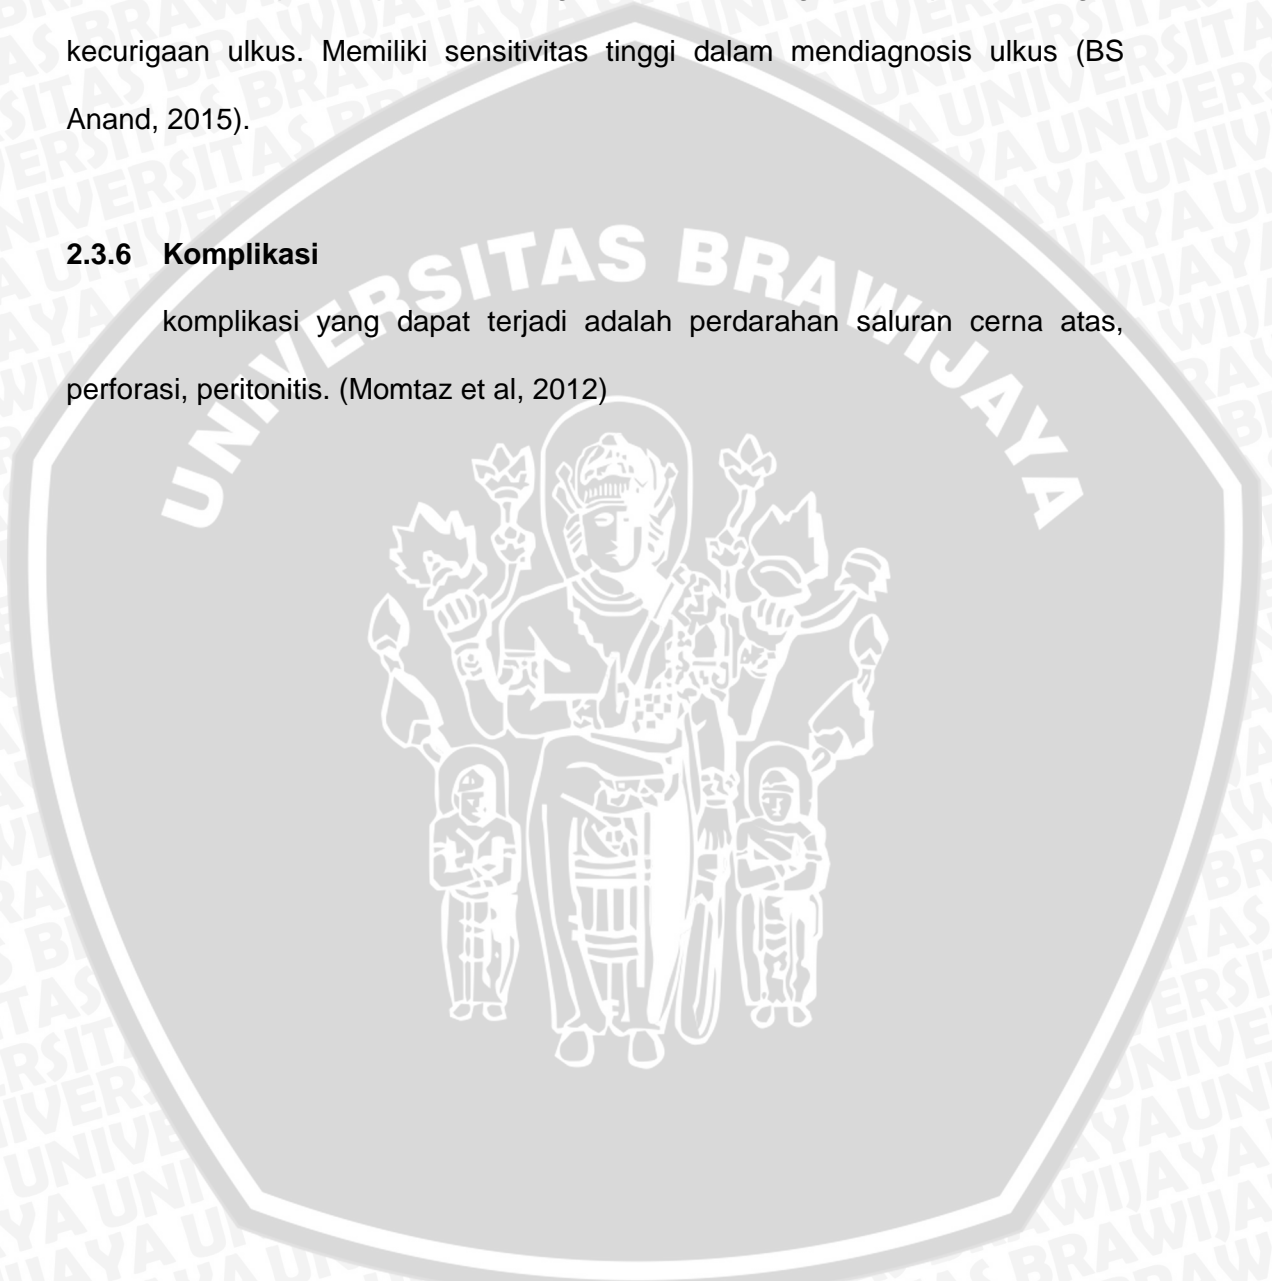 kecurigaan ulkus. Memiliki sensitivitas tinggi dalam mendiagnosis ulkus (BS
Anand, 2015).
2.3.6 Komplikasi
komplikasi yang dapat terjadi adalah perdarahan saluran cerna atas,
perforasi, peritonitis. (Momtaz et al, 2012)
UNIVERSITAS BRAWIJAYA